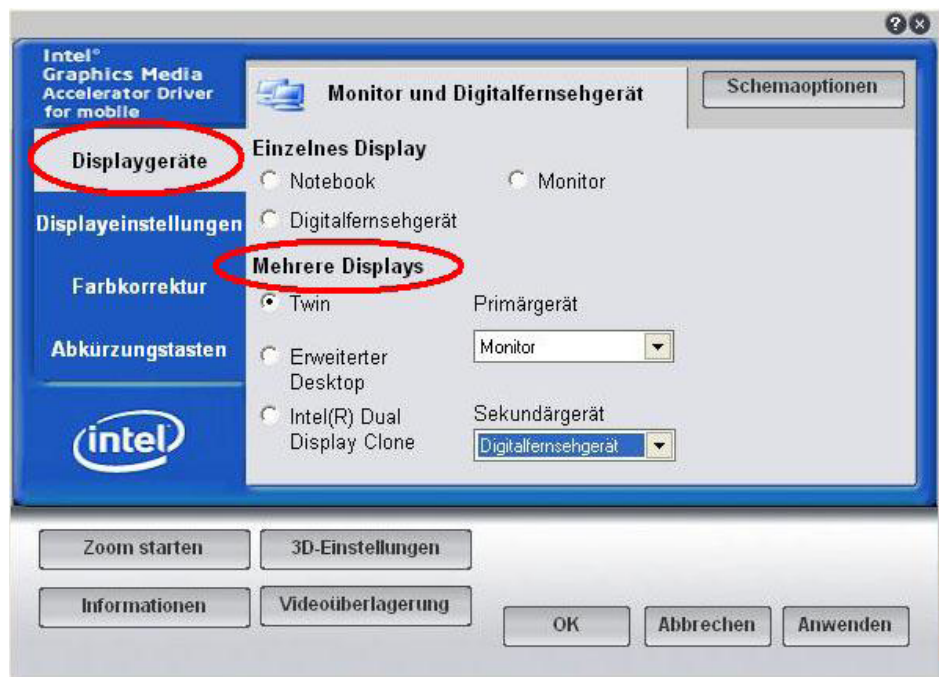 Intel®
Graphics Media
Accelerator Driver
for mobile
Monitor und Digitalfernsehgerät
Schemaoptionen
Displaygeräte
Displayeinstellungen
Farbkorrektur
Abkürzungstasten
intel
Einzelnes Display
Notebook
Monitor
Digitalfernsehgerät
Mehrere Displays
Twin
Primärgerät
Monitor
Erweiterter
Desktop
Intel(R) Dual
Display Clone
Sekundärgerät
Digitalfernsehgerät
Zoom starten
3D-Einstellungen
Informationen
Videoüberlagerung
OK
Abbrechen
Anwenden